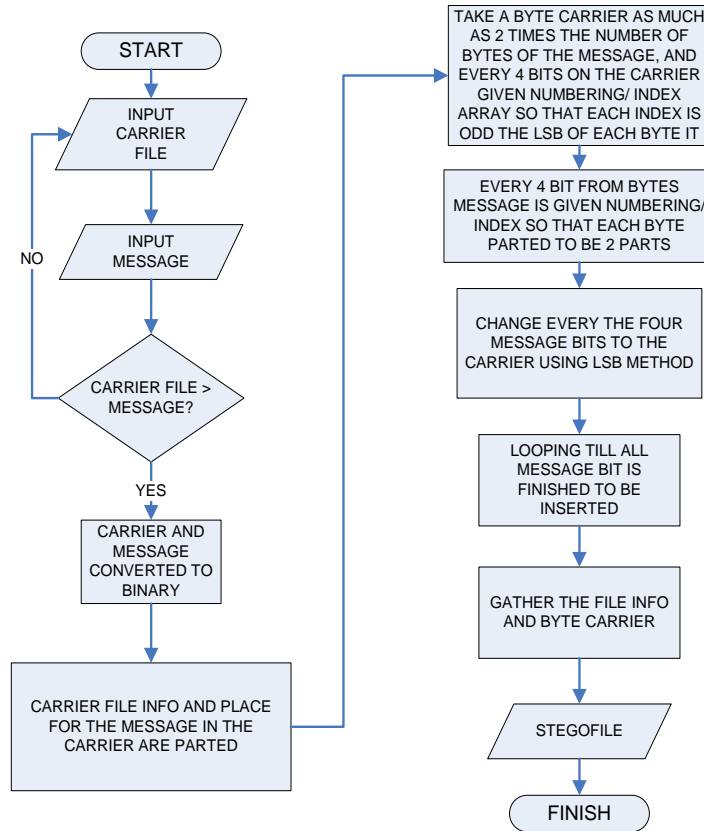 START
INPUT
CARRIER
FILE
INPUT
MESSAGE
NO
CARRIER FILE >
MESSAGE?
YES
CARRIER AND
MESSAGE
CONVERTED TO
BINARY
CARRIER FILE INFO AND PLACE
FOR THE MESSAGE IN THE
CARRIER ARE PARTED
TAKE A BYTE CARRIER AS MUCH
AS 2 TIMES THE NUMBER OF
BYTES OF THE MESSAGE, AND
EVERY 4 BITS ON THE CARRIER
GIVEN NUMBERING/ INDEX
ARRAY SO THAT EACH INDEX IS
ODD THE LSB OF EACH BYTE IT
EVERY 4 BIT FROM BYTES
MESSAGE IS GIVEN NUMBERING/
INDEX SO THAT EACH BYTE
PARTED TO BE 2 PARTS
CHANGE EVERY THE FOUR
MESSAGE BITS TO THE
CARRIER USING LSB METHOD
LOOPING TILL ALL
MESSAGE BIT IS
FINISHED TO BE
INSERTED
GATHER THE FILE INFO
AND BYTE CARRIER
STEGOFILE
FINISH